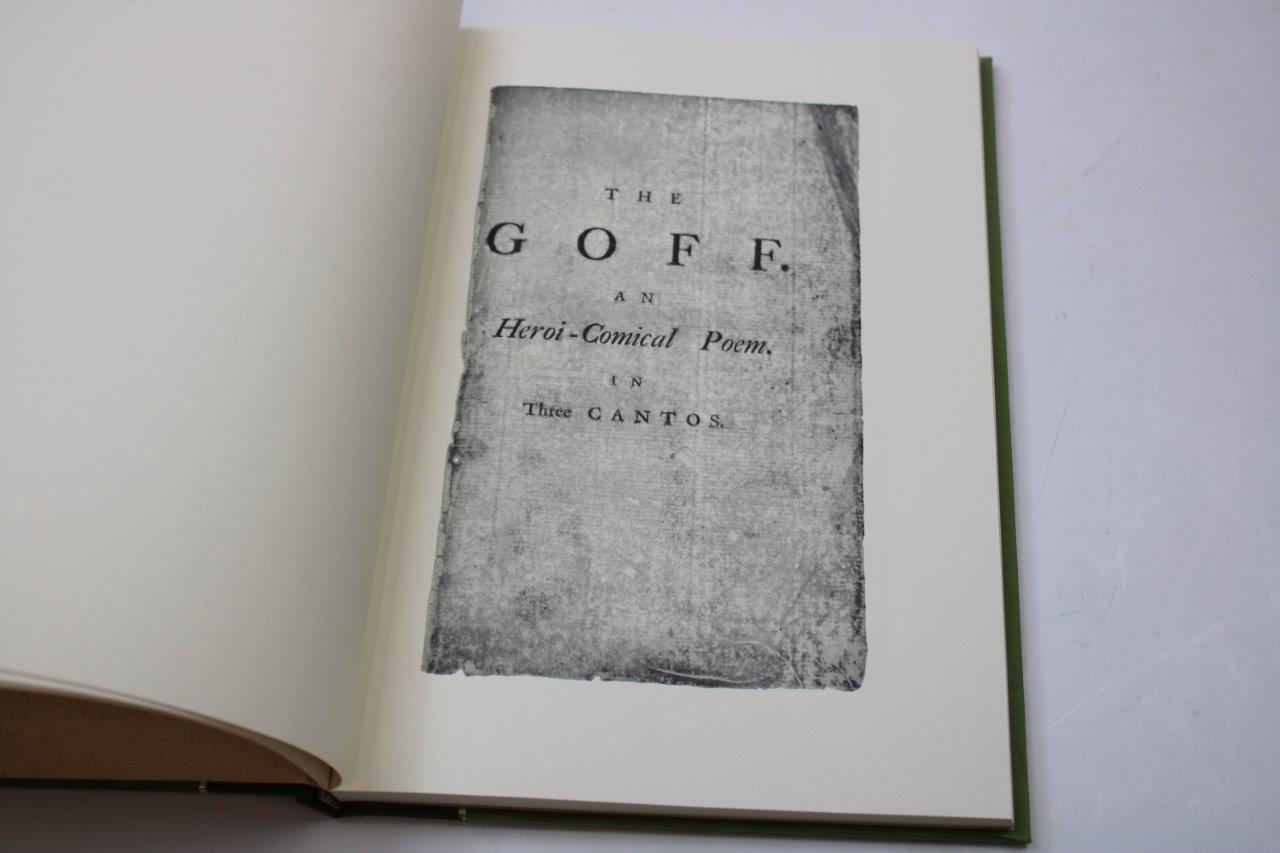 THE
GOFF.
AN
Heroi-Comical Poem.
IN
Three CANTOS.